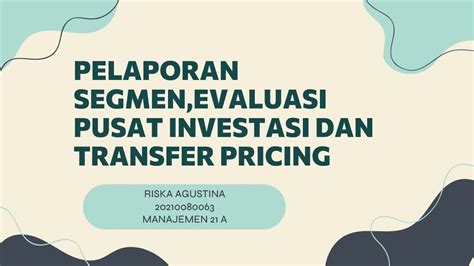 PELAPORAN
SEGMEN,EVALUASI
PUSAT INVESTASI DAN
TRANSFER PRICING
RISKA AGUSTINA
20210080063
MANAJEMEN 21 A